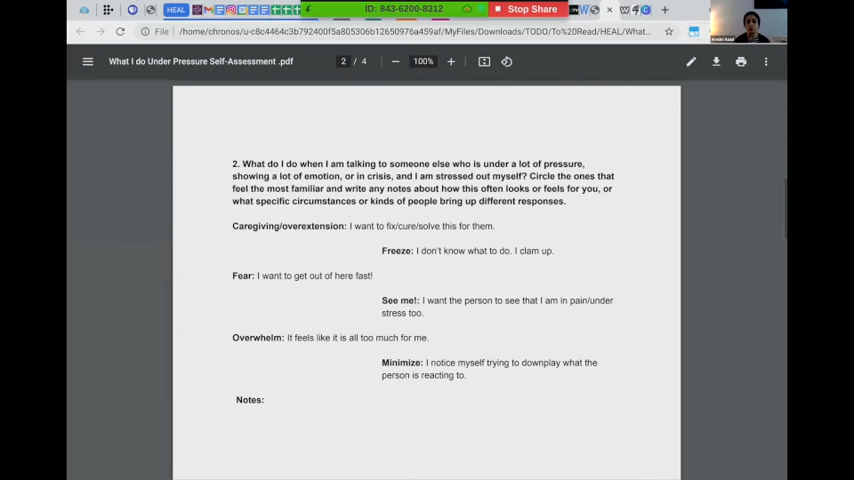 HEAL
ID: 843-6200-8312
Stop Share
File
/home/chronos/u-c8c4464c3b792400f5a805306b12650976a459af/MyFiles/Downloads/TODO/To%20Read/HEAL/What...
What I do Under Pressure Self-Assessment .pdf
2 / 4
100%
2. What do I do when I am talking to someone else who is under a lot of pressure,
showing a lot of emotion, or in crisis, and I am stressed out myself? Circle the ones that
feel the most familiar and write any notes about how this often looks or feels for you, or
what specific circumstances or kinds of people bring up different responses.
Caregiving/overextension: I want to fix/cure/solve this for them.
Freeze: I don't know what to do. I clam up.
Fear: I want to get out of here fast!
See me!: I want the person to see that I am in pain/under
stress too.
Overwhelm: It feels like it is all too much for me.
Minimize: I notice myself trying to downplay what the
person is reacting to.
Notes: